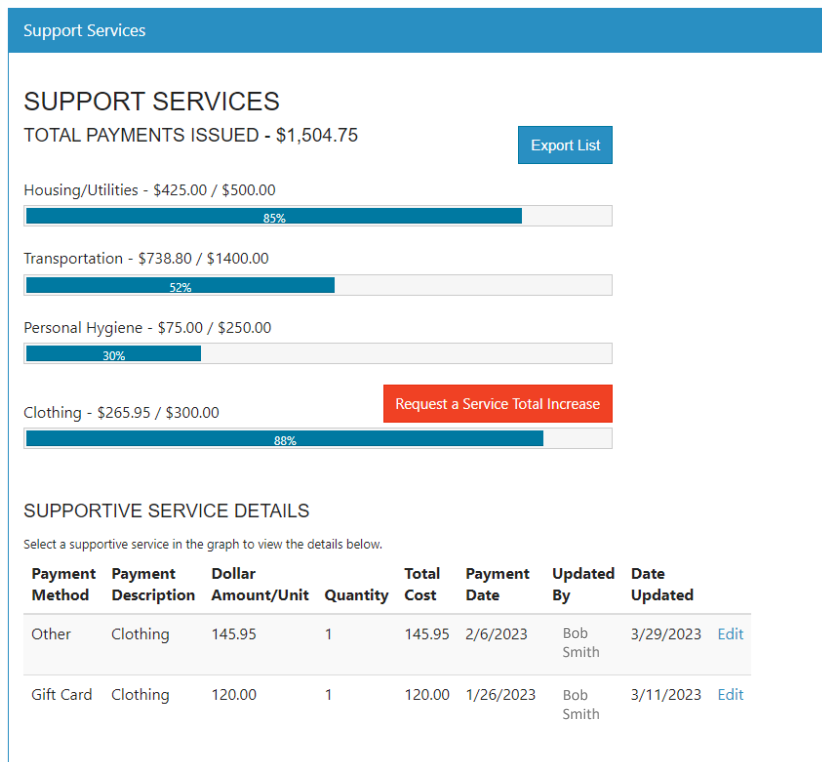 Support Services
SUPPORT SERVICES
TOTAL PAYMENTS ISSUED - $1,504.75
Export List
Housing/Utilities - $425.00 / $500.00
85%
Transportation - $738.80 / $1400.00
52%
Personal Hygiene - $75.00 / $250.00
30%
Request a Service Total Increase
Clothing - $265.95 / $300.00
88%
SUPPORTIVE SERVICE DETAILS
Select a supportive service in the graph to view the details below.
Payment Payment Dollar Total Payment Updated Date
Method Description Amount/Unit Quantity Cost Date By Updated
Other Clothing 145.95 1 145.95 2/6/2023 Bob 3/29/2023 Edit
Smith
Gift Card Clothing 120.00 1 120.00 1/26/2023 Bob 3/11/2023 Edit
Smith